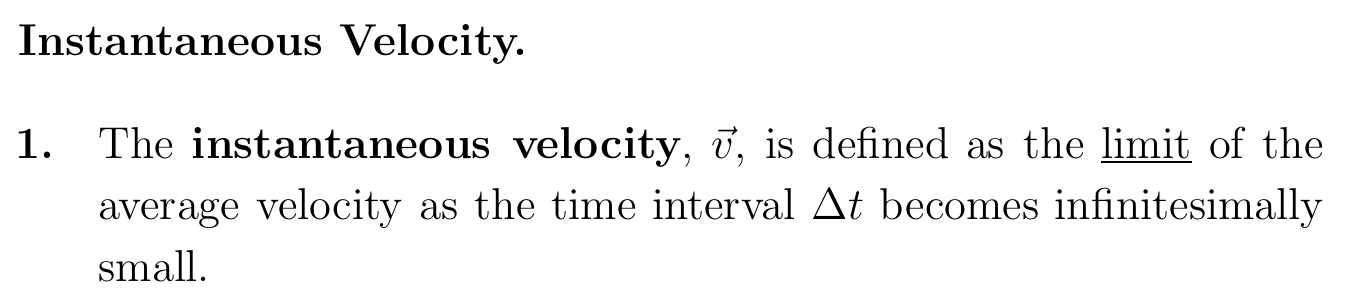 Instantaneous Velocity.
1. The instantaneous velocity, v⃗, is defined as the limit of the
average velocity as the time interval Δt becomes infinitesimally
small.